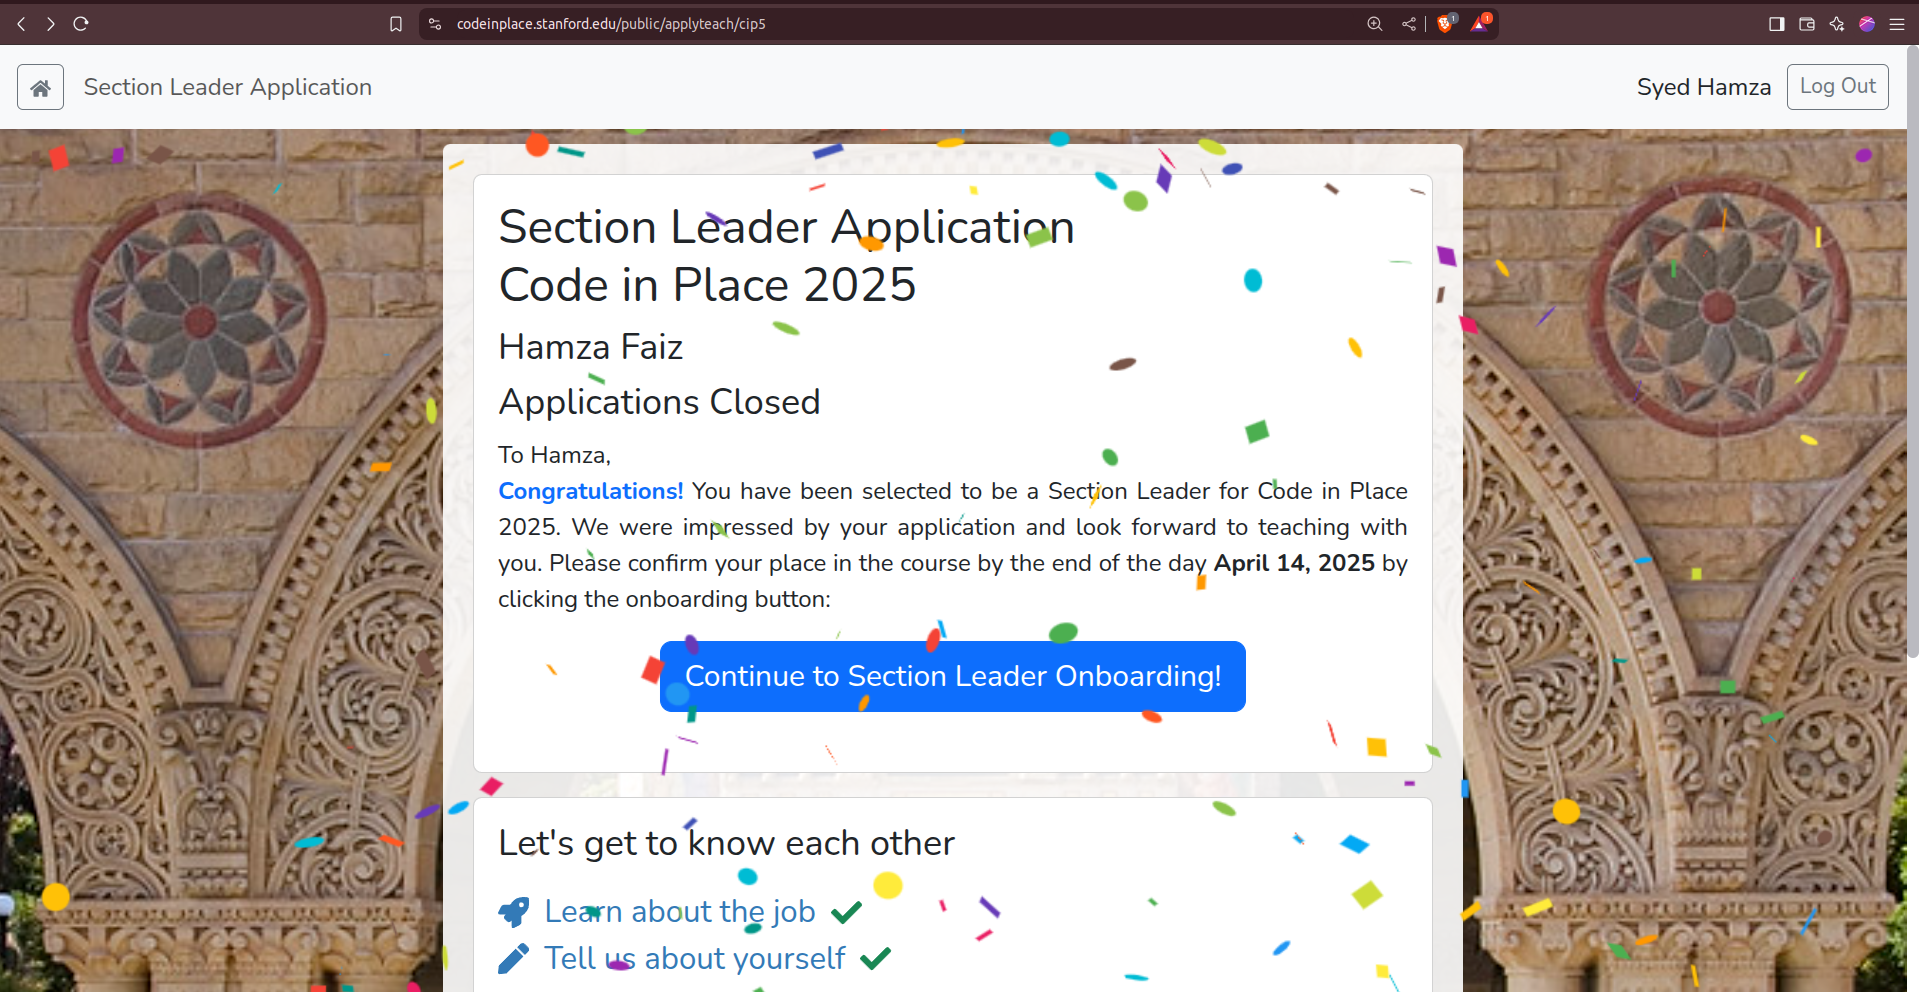 codeinplace.stanford.edu/public/applyteach/cip5
1
1
Section Leader Application
Syed Hamza
Log Out
Section Leader Application
Code in Place 2025
Hamza Faiz
Applications Closed
To Hamza,
Congratulations! You have been selected to be a Section Leader for Code in Place
2025. We were impressed by your application and look forward to teaching with
you. Please confirm your place in the course by the end of the day April 14, 2025 by
clicking the onboarding button:
Continue to Section Leader Onboarding!
Let's get to know each other
Learn about the job
Tell us about yourself